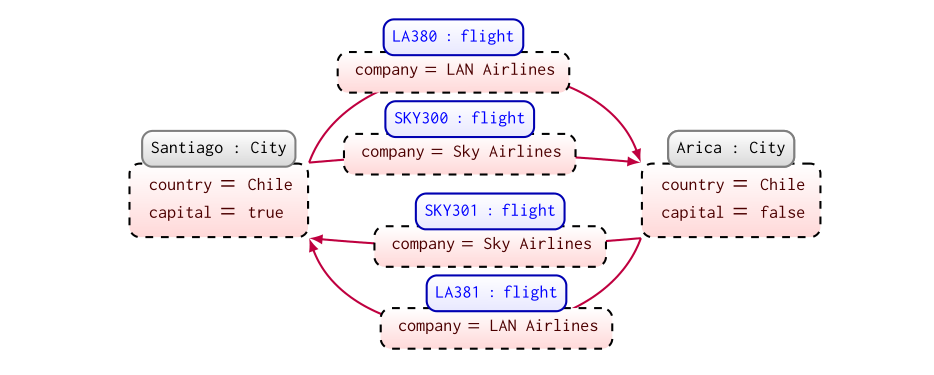 LA380 : flight
company = LAN Airlines
SKY300 : flight
company = Sky Airlines
Santiago : City
country = Chile
capital = true
Arica : City
country = Chile
capital = false
SKY301 : flight
company = Sky Airlines
LA381 : flight
company = LAN Airlines